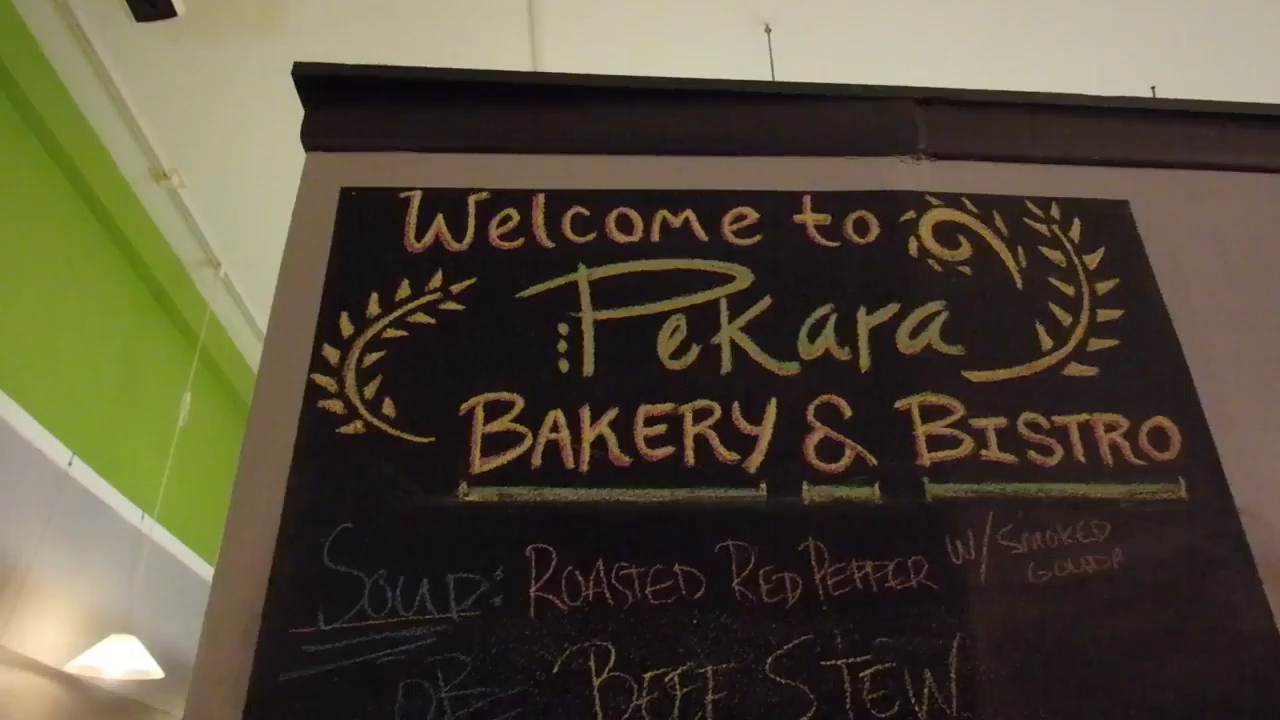 Welcome to
Pekara
BAKERY & BISTRO
SOUP: ROASTED RED PEPPER W/ SMOKED GOUDA
OR BEEF STEW